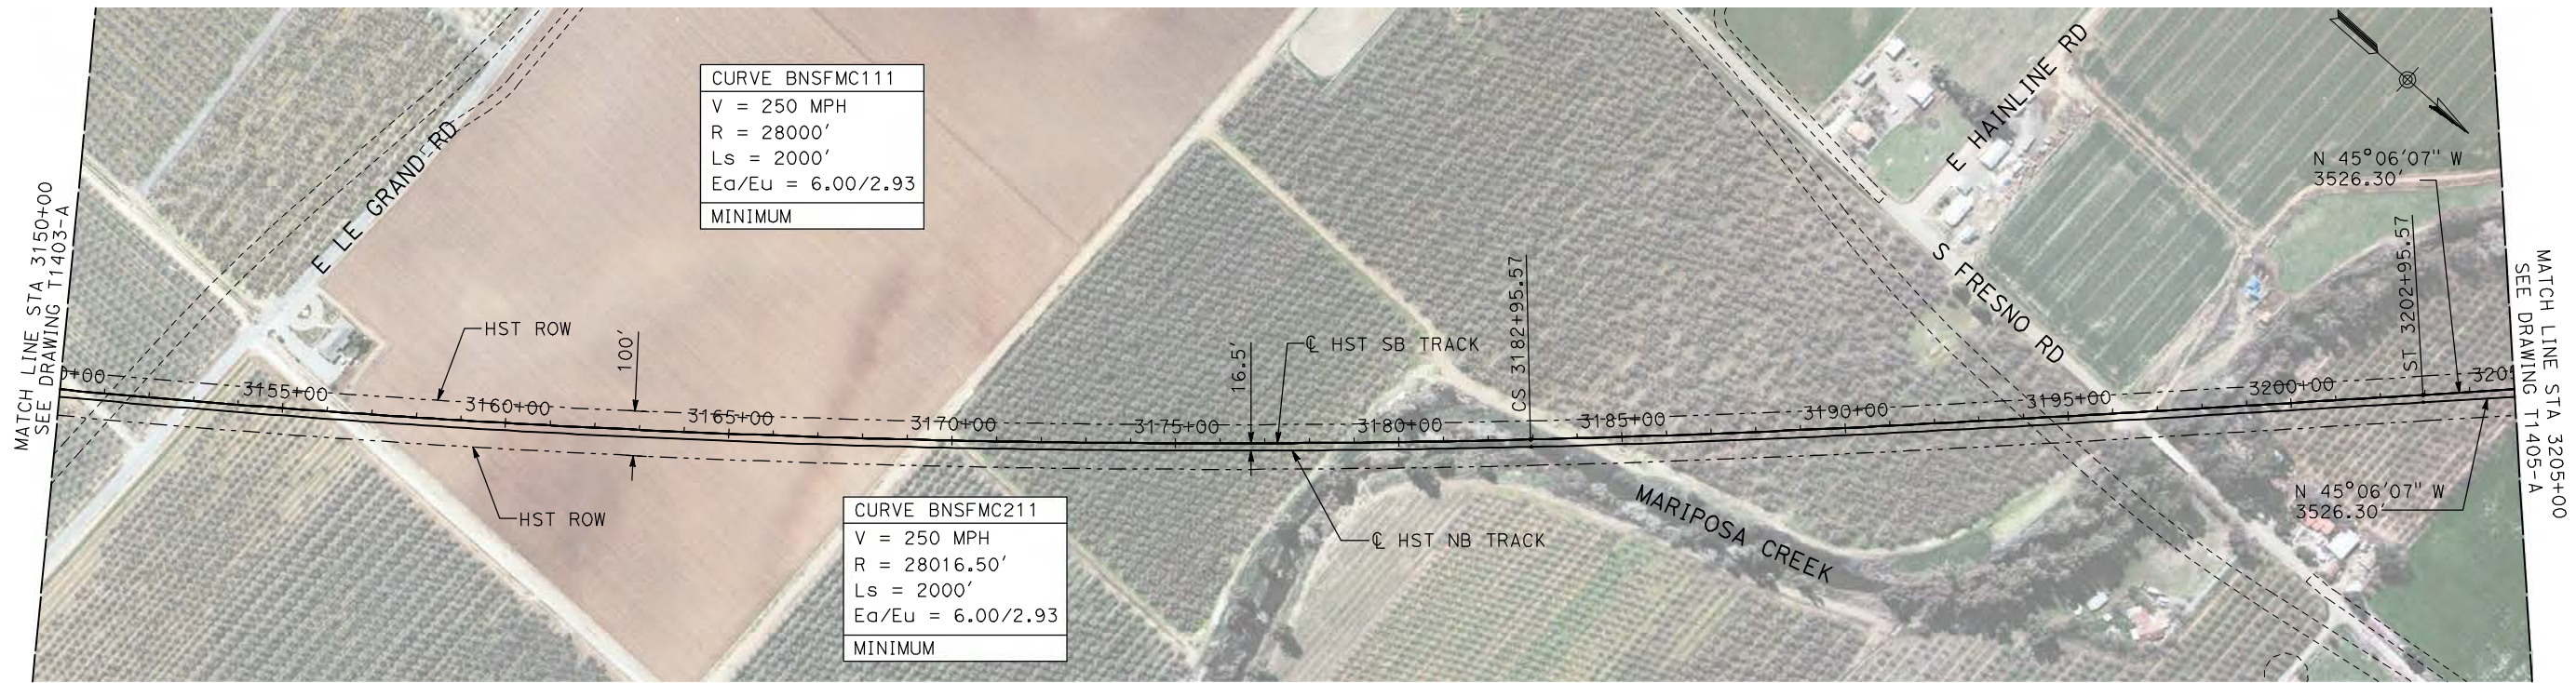 MATCH LINE STA 3150+00
SEE DRAWING T1403-A
E LE GRAND RD
CURVE BNSFMC111
V = 250 MPH
R = 28000'
Ls = 2000'
Ea/Eu = 6.00/2.93
MINIMUM
E HAINLINE RD
S FRESNO RD
N 45°06'07" W
3526.30'
ST 3202+95.57
MATCH LINE STA 3205+00
SEE DRAWING T1405-A
HST ROW
100'
16.5'
℄ HST SB TRACK
CS 3182+95.57
0+00
3155+00
3160+00
3165+00
3170+00
3175+00
3180+00
3185+00
3190+00
3195+00
3200+00
3205
HST ROW
CURVE BNSFMC211
V = 250 MPH
R = 28016.50'
Ls = 2000'
Ea/Eu = 6.00/2.93
MINIMUM
℄ HST NB TRACK
MARIPOSA CREEK
N 45°06'07" W
3526.30'